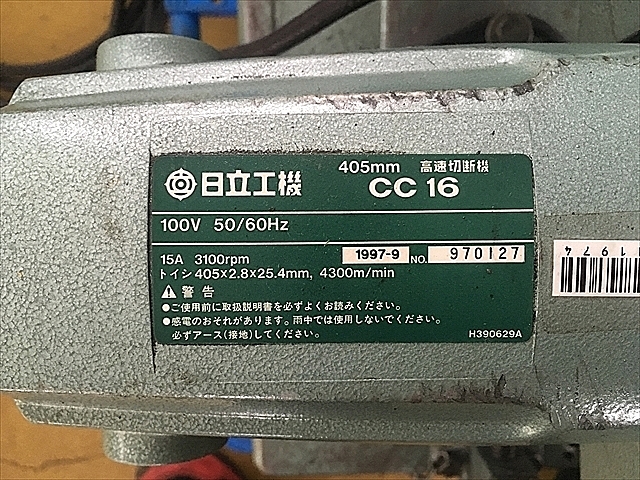 405mm 高速切断機
日立工機 CC 16
100V 50/60Hz
15A 3100rpm 1997-9 NO. 970127
トイシ 405×2.8×25.4mm, 4300m/min
警告
●ご使用前に取扱説明書を必ずよくお読みください。
●感電のおそれがあります。雨中では使用しないでください。
必ずアース(接地)してください。
H390629A